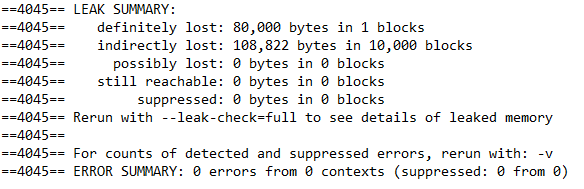 ==4045== LEAK SUMMARY:
==4045==    definitely lost: 80,000 bytes in 1 blocks
==4045==    indirectly lost: 108,822 bytes in 10,000 blocks
==4045==      possibly lost: 0 bytes in 0 blocks
==4045==    still reachable: 0 bytes in 0 blocks
==4045==         suppressed: 0 bytes in 0 blocks
==4045== Rerun with --leak-check=full to see details of leaked memory
==4045==
==4045== For counts of detected and suppressed errors, rerun with: -v
==4045== ERROR SUMMARY: 0 errors from 0 contexts (suppressed: 0 from 0)